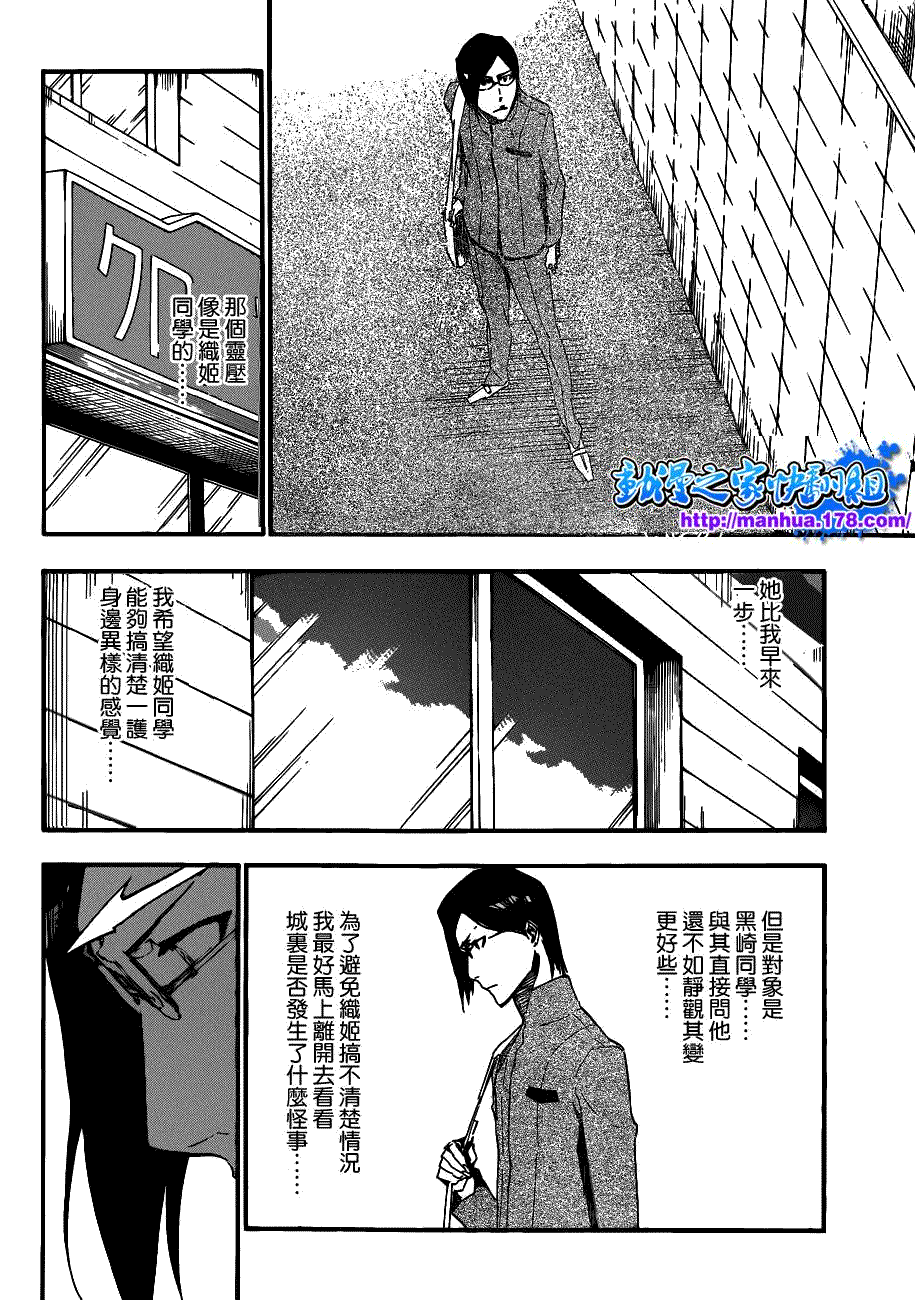 動漫之家快翻組
http://manhua.178.com/
卯
那個靈壓
像是織姬
同學的……
她比我早來
一步……
我希望織姬同學
能夠搞清楚一護
身邊異樣的感覺……
但是對象是
黑崎同學……
與其直接問他
還不如靜觀其變
更好些……
為了避免織姬搞不清楚情況
我最好馬上離開去看看
城裏是否發生了什麼怪事……